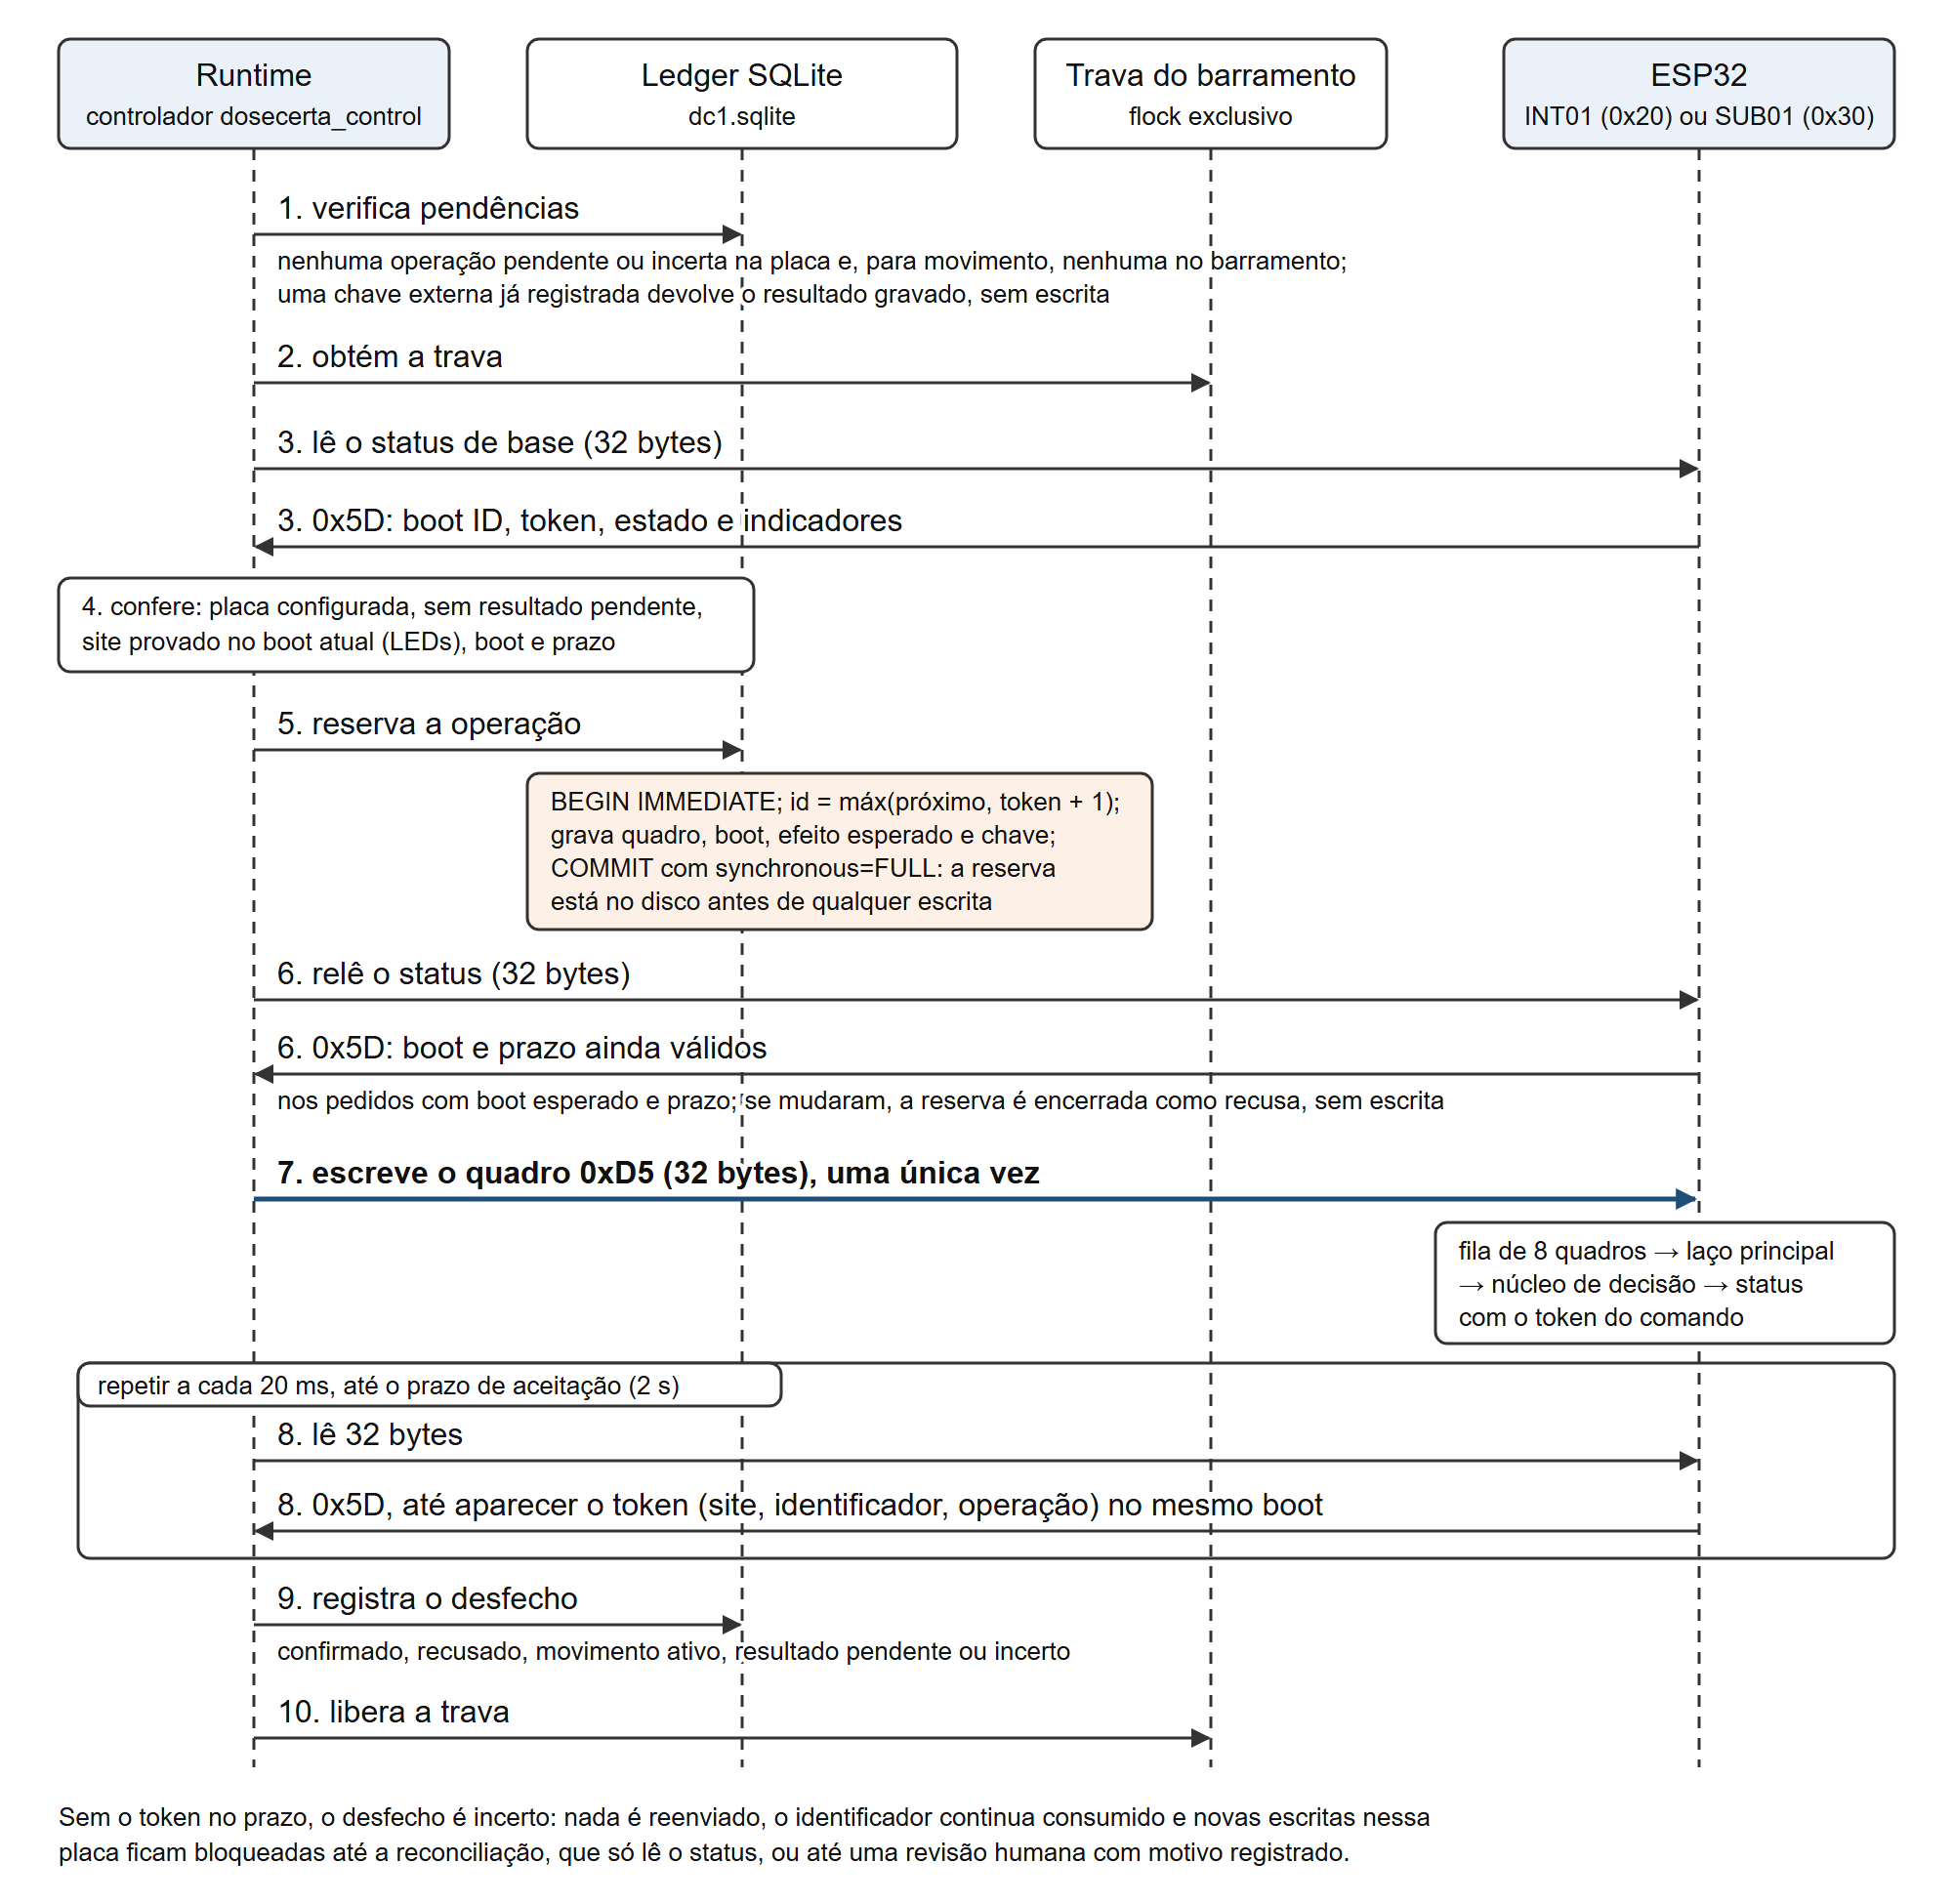 Runtime
controlador dosecerta_control
Ledger SQLite
dc1.sqlite
Trava do barramento
flock exclusivo
ESP32
INT01 (0x20) ou SUB01 (0x30)
1. verifica pendências
nenhuma operação pendente ou incerta na placa e, para movimento, nenhuma no barramento;
uma chave externa já registrada devolve o resultado gravado, sem escrita
2. obtém a trava
3. lê o status de base (32 bytes)
3. 0x5D: boot ID, token, estado e indicadores
4. confere: placa configurada, sem resultado pendente,
site provado no boot atual (LEDs), boot e prazo
5. reserva a operação
BEGIN IMMEDIATE; id = máx(próximo, token + 1);
grava quadro, boot, efeito esperado e chave;
COMMIT com synchronous=FULL: a reserva
está no disco antes de qualquer escrita
6. relê o status (32 bytes)
6. 0x5D: boot e prazo ainda válidos
nos pedidos com boot esperado e prazo; se mudaram, a reserva é encerrada como recusa, sem escrita
7. escreve o quadro 0xD5 (32 bytes), uma única vez
fila de 8 quadros → laço principal
→ núcleo de decisão → status
com o token do comando
repetir a cada 20 ms, até o prazo de aceitação (2 s)
8. lê 32 bytes
8. 0x5D, até aparecer o token (site, identificador, operação) no mesmo boot
9. registra o desfecho
confirmado, recusado, movimento ativo, resultado pendente ou incerto
10. libera a trava
Sem o token no prazo, o desfecho é incerto: nada é reenviado, o identificador continua consumido e novas escritas nessa
placa ficam bloqueadas até a reconciliação, que só lê o status, ou até uma revisão humana com motivo registrado.